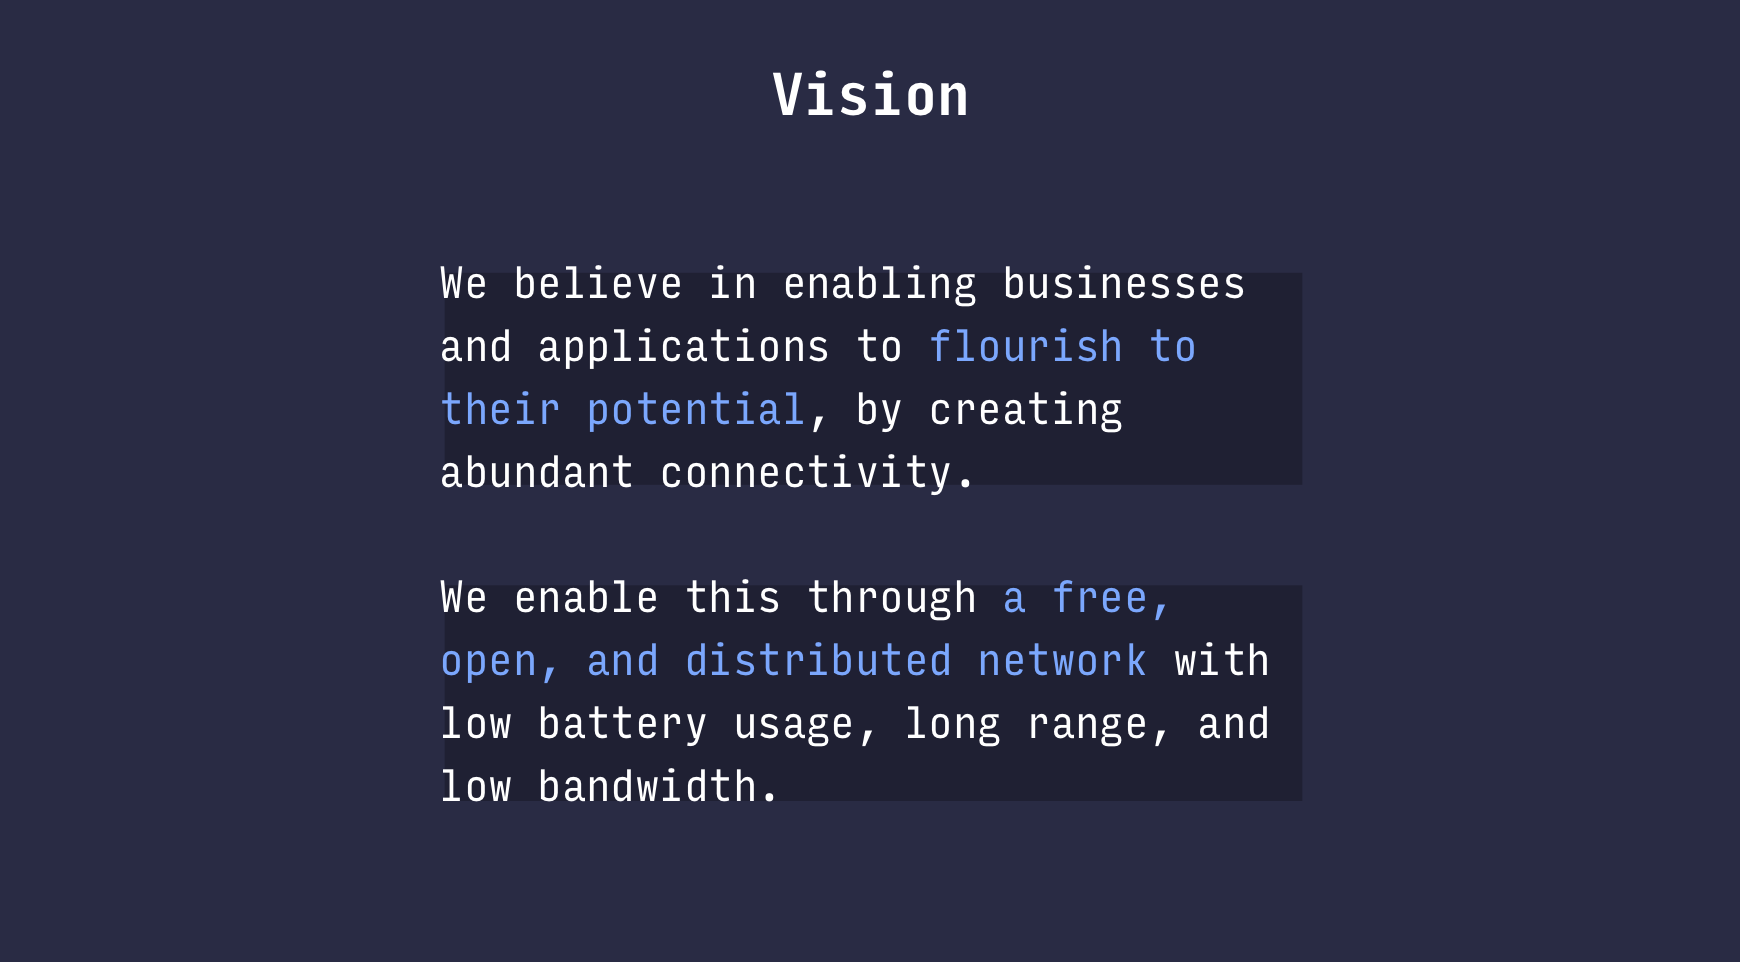 Vision
We believe in enabling businesses
and applications to flourish to
their potential, by creating
abundant connectivity.
We enable this through a free,
open, and distributed network with
low battery usage, long range, and
low bandwidth.